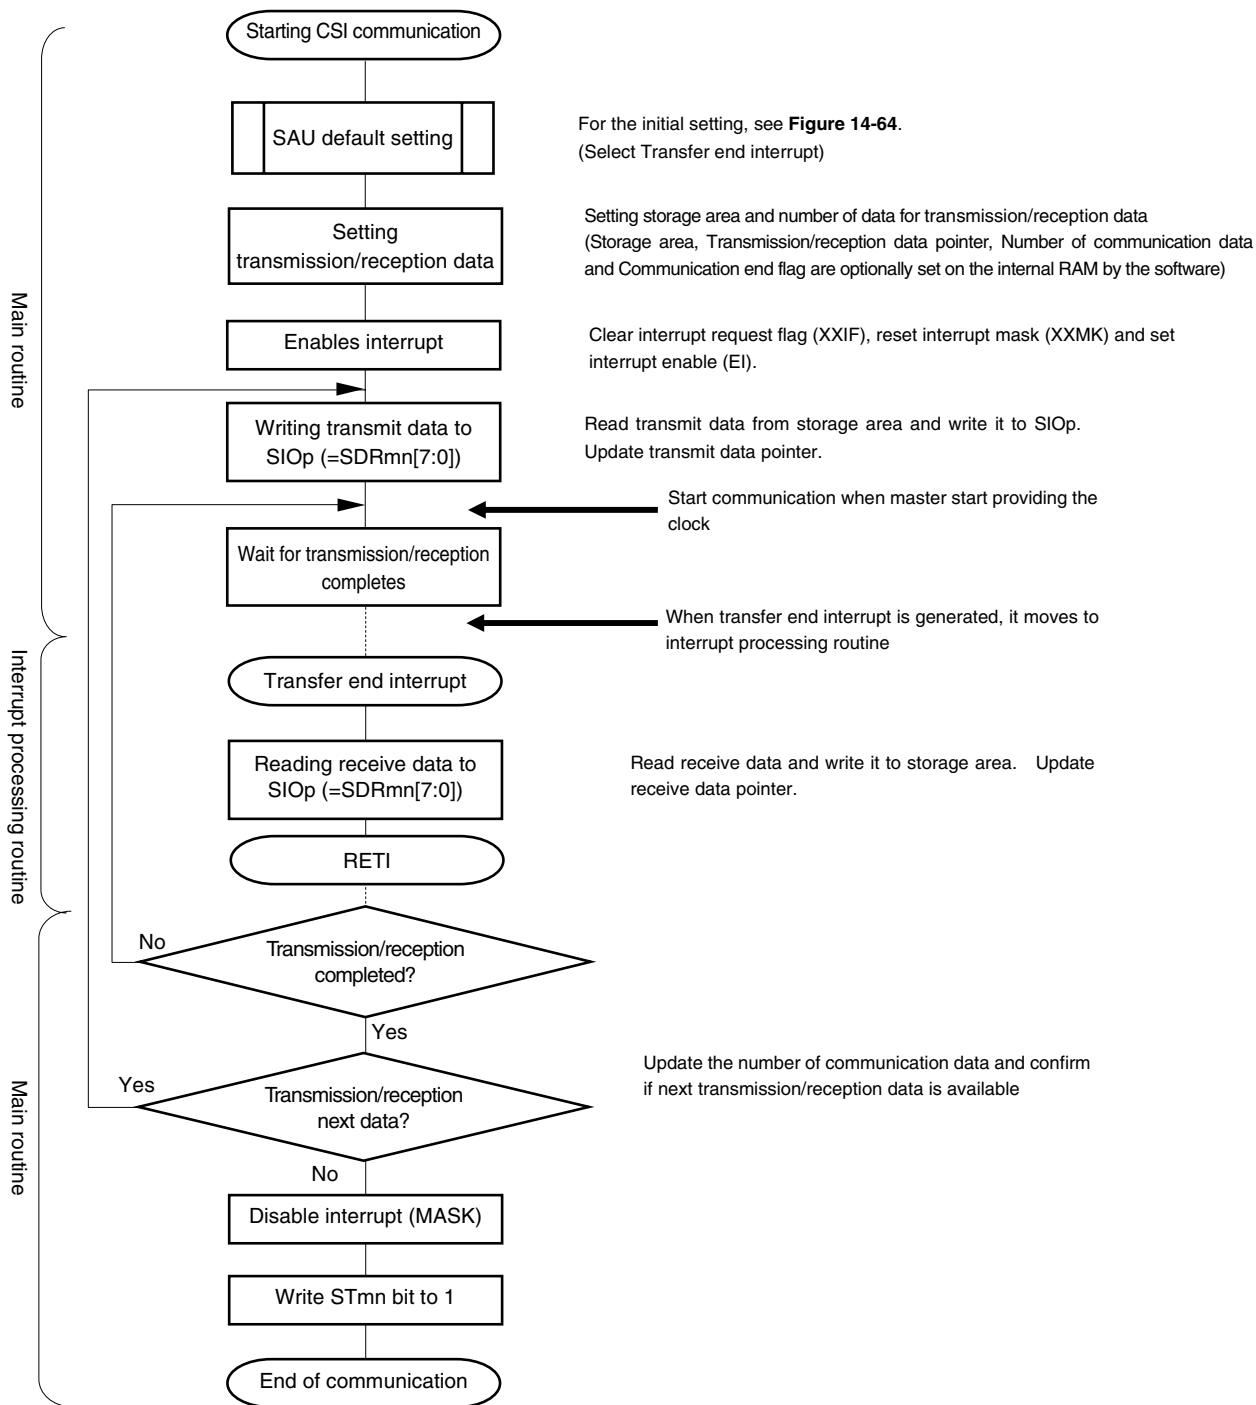 Starting CSI communication
SAU default setting
For the initial setting, see Figure 14-64.
(Select Transfer end interrupt)
Setting
transmission/reception data
Setting storage area and number of data for transmission/reception data
(Storage area, Transmission/reception data pointer, Number of communication data
and Communication end flag are optionally set on the internal RAM by the software)
Main routine
Enables interrupt
Clear interrupt request flag (XXIF), reset interrupt mask (XXMK) and set
interrupt enable (EI).
Writing transmit data to
SIOp (=SDRmn[7:0])
Read transmit data from storage area and write it to SIOp.
Update transmit data pointer.
Start communication when master start providing the
clock
Wait for transmission/reception
completes
When transfer end interrupt is generated, it moves to
interrupt processing routine
Interrupt processing routine
Transfer end interrupt
Reading receive data to
SIOp (=SDRmn[7:0])
Read receive data and write it to storage area. Update
receive data pointer.
RETI
No
Transmission/reception
completed?
Yes
Main routine
Yes
Transmission/reception
next data?
Update the number of communication data and confirm
if next transmission/reception data is available
No
Disable interrupt (MASK)
Write STmn bit to 1
End of communication